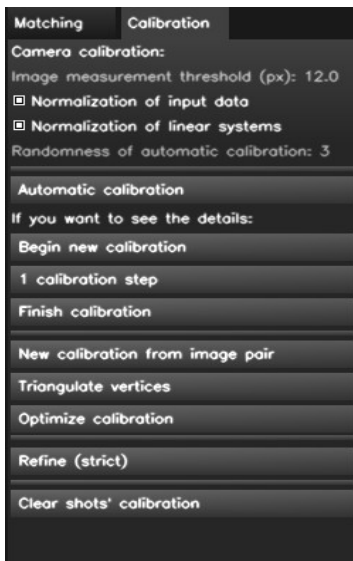 Matching Calibration
Camera calibration:
Image measurement threshold (px): 12.0
Normalization of input data
Normalization of linear systems
Randomness of automatic calibration: 3
Automatic calibration
If you want to see the details:
Begin new calibration
1 calibration step
Finish calibration
New calibration from image pair
Triangulate vertices
Optimize calibration
Refine (strict)
Clear shots' calibration